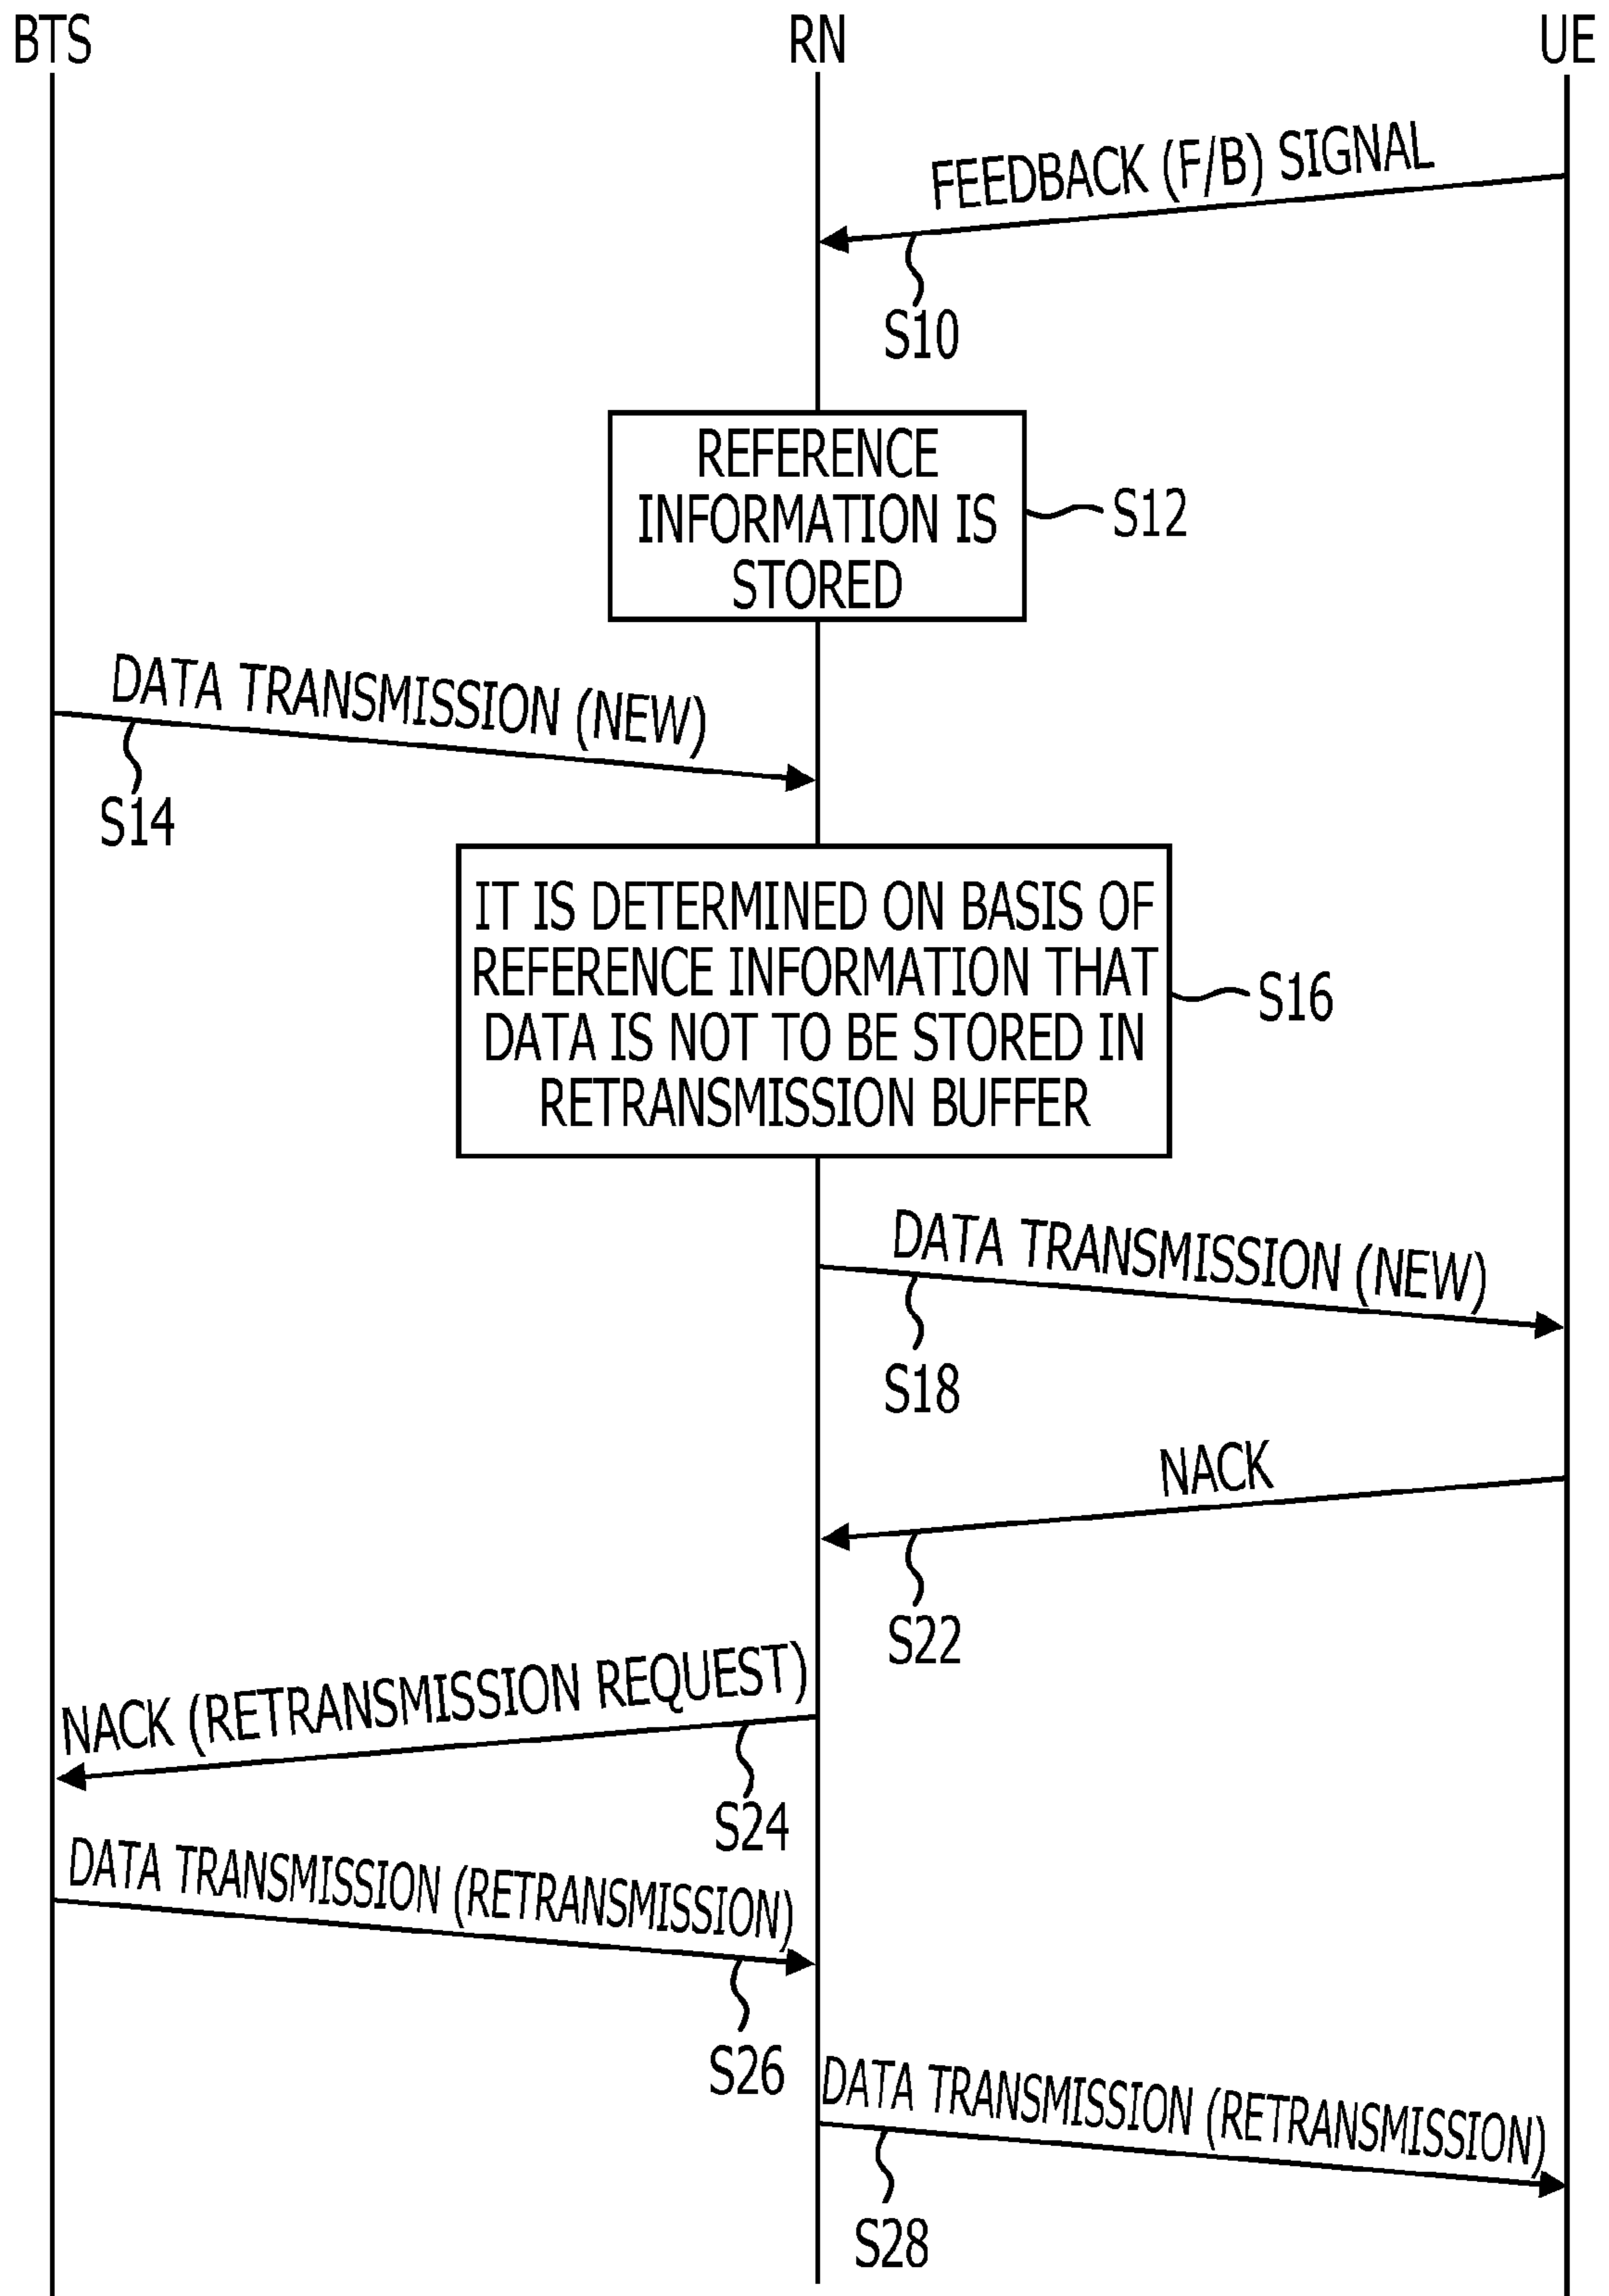 BTS
RN
UE
FEEDBACK (F/B) SIGNAL
S10
REFERENCE
INFORMATION IS
STORED
S12
DATA TRANSMISSION (NEW)
S14
IT IS DETERMINED ON BASIS OF
REFERENCE INFORMATION THAT
DATA IS NOT TO BE STORED IN
RETRANSMISSION BUFFER
S16
DATA TRANSMISSION (NEW)
S18
NACK
S22
NACK (RETRANSMISSION REQUEST)
S24
DATA TRANSMISSION (RETRANSMISSION)
S26
DATA TRANSMISSION (RETRANSMISSION)
S28